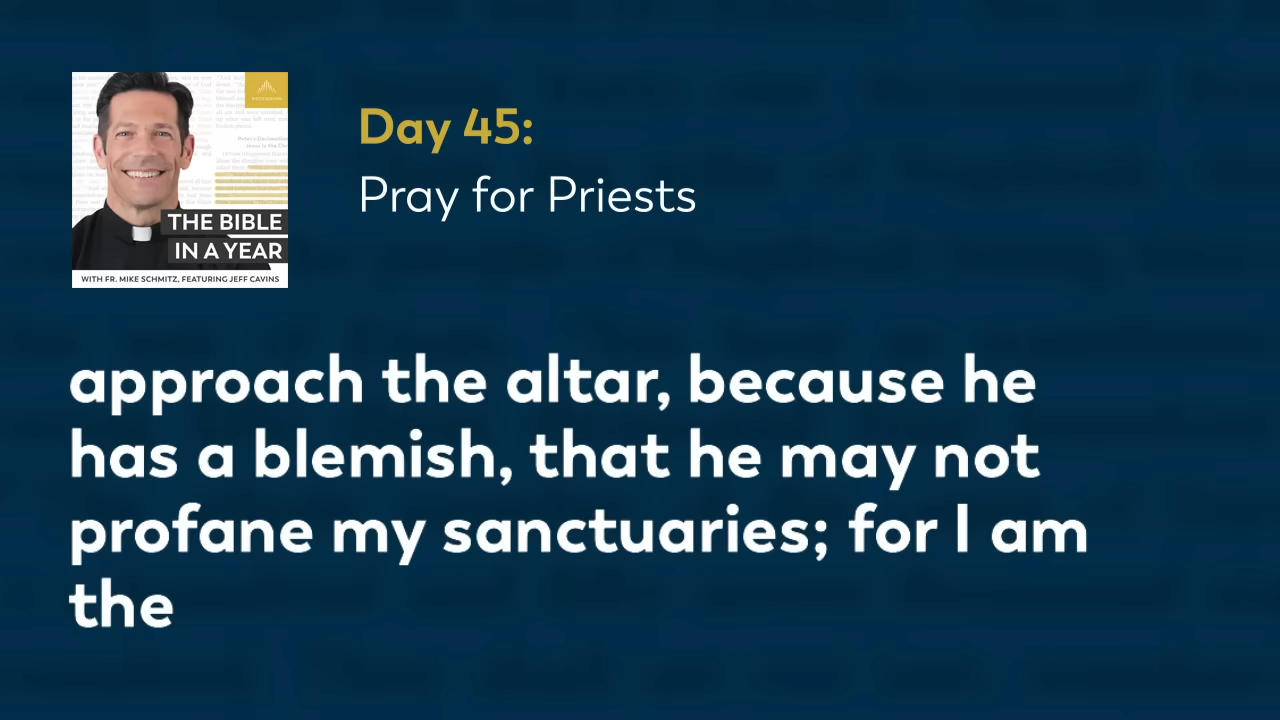 Day 45:
Pray for Priests
THE BIBLE
IN A YEAR
WITH FR. MIKE SCHMITZ, FEATURING JEFF CAVINS
approach the altar, because he
has a blemish, that he may not
profane my sanctuaries; for I am
the